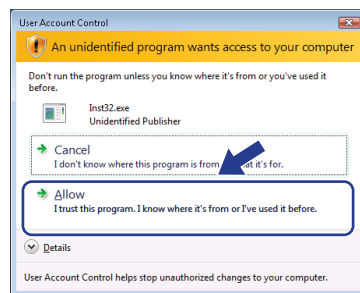 User Account Control
An unidentified program wants access to your computer
Don't run the program unless you know where it's from or you've used it
before.
Inst32.exe
Unidentified Publisher
Cancel
I don't know where this program is from at it's for.
Allow
I trust this program. I know where it's from or I've used it before.
Details
User Account Control helps stop unauthorized changes to your computer.